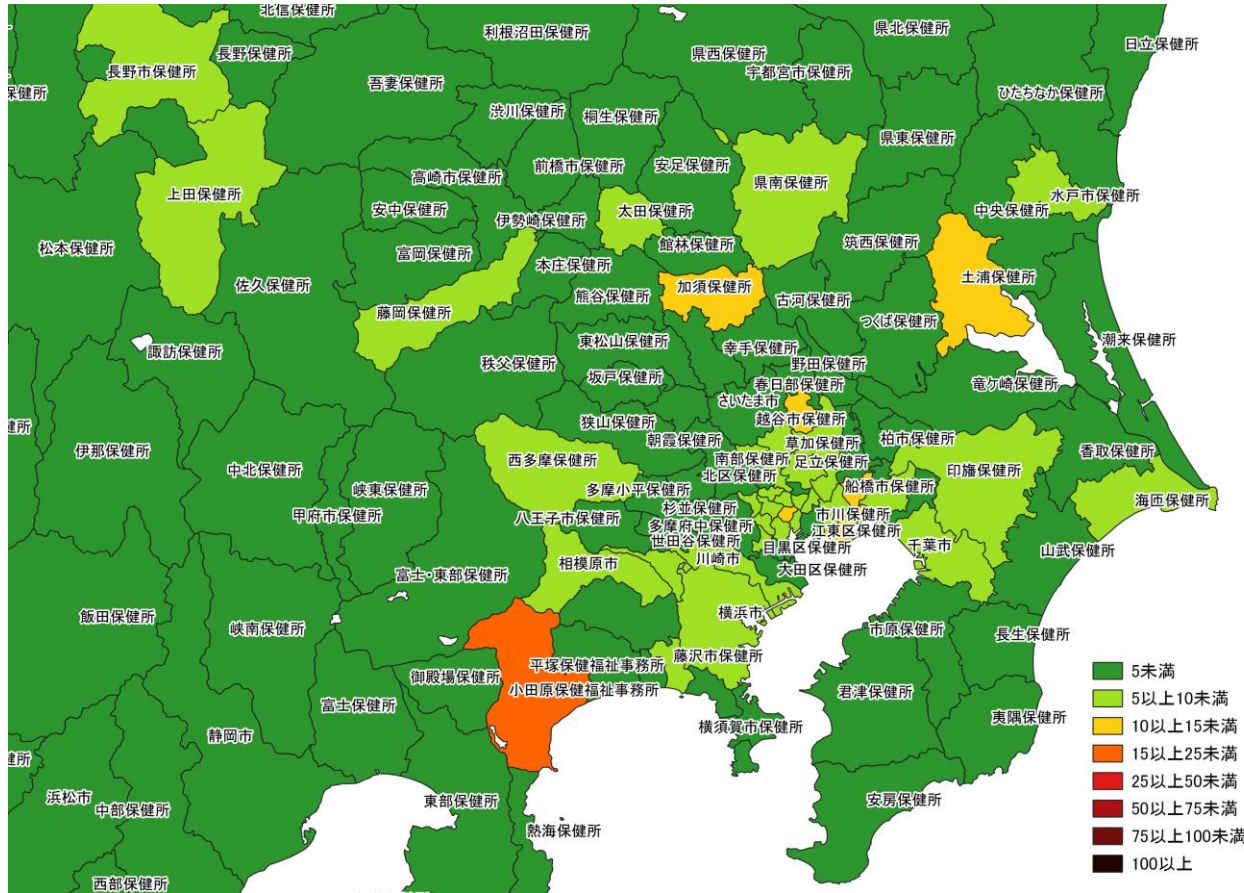 北信保健所
利根沼田保健所
県西保健所
県北保健所
日立保健所
長野保健所
長野市保健所
宇都宮市保健所
吾妻保健所
保健所
ひたちなか保健所
渋川保健所
桐生保健所
県東保健所
前橋市保健所
安足保健所
高崎市保健所
県南保健所
上田保健所
水戸市保健所
安中保健所
太田保健所
中央保健所
伊勢崎保健所
松本保健所
富岡保健所
館林保健所
筑西保健所
本庄保健所
土浦保健所
佐久保健所
加須保健所
熊谷保健所
古河保健所
藤岡保健所
つくば保健所
東松山保健所
潮来保健所
諏訪保健所
幸手保健所
秩父保健所
野田保健所
坂戸保健所
春日部保健所
竜ケ崎保健所
さいたま市
狭山保健所
越谷市保健所
健所
朝霞保健所
草加保健所
柏市保健所
伊那保健所
香取保健所
西多摩保健所
南部保健所
足立保健所
中北保健所
峡東保健所
北区保健所
印旛保健所
多摩小平保健所
船橋市保健所
海匝保健所
杉並保健所
甲府市保健所
八王子市保健所
市川保健所
多摩府中保健所
江東区保健所
世田谷保健所
目黒区保健所
千葉市
山武保健所
川崎市
相模原市
大田区保健所
富士・東部保健所
飯田保健所
横浜市
峡南保健所
市原保健所
長生保健所
藤沢市保健所
平塚保健福祉事務所
御殿場保健所
小田原保健福祉事務所
君津保健所
富士保健所
横須賀市保健所
夷隅保健所
静岡市
健所
浜松市
中部保健所
東部保健所
安房保健所
熱海保健所
西部保健所
5未満
5以上10未満
10以上15未満
15以上25未満
25以上50未満
50以上75未満
75以上100未満
100以上